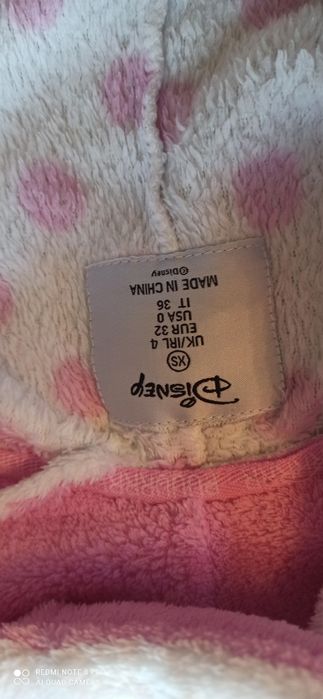 Disney
XS
UK/IRL 4
EUR 32
USA 0
IT 36
MADE IN CHINA
©Disney
REDMI NOTE 8 PRO
AI QUAD CAMERA